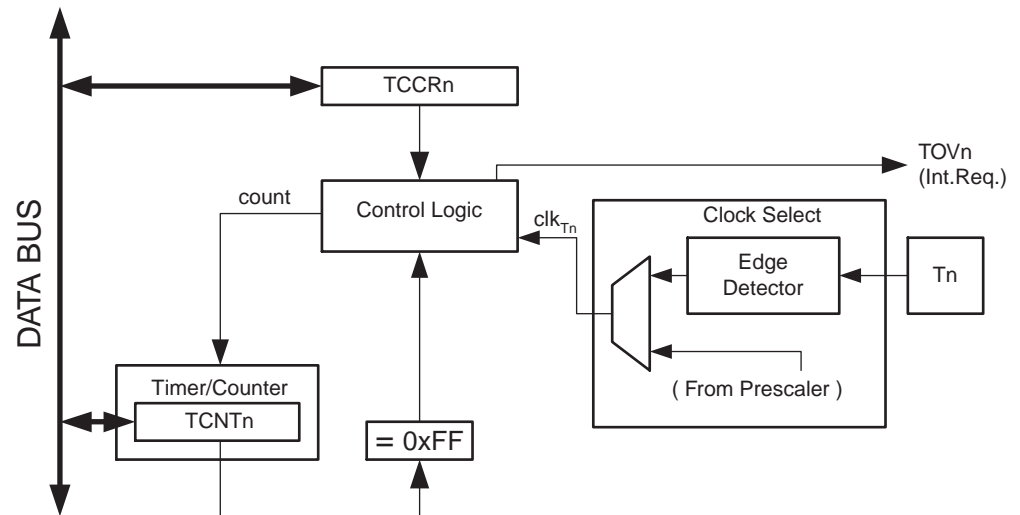 TCCRn
TOVn
(Int.Req.)
Control Logic
count
clkTn
Clock Select
Edge
Detector
Tn
DATA BUS
Timer/Counter
TCNTn
= 0xFF
( From Prescaler )